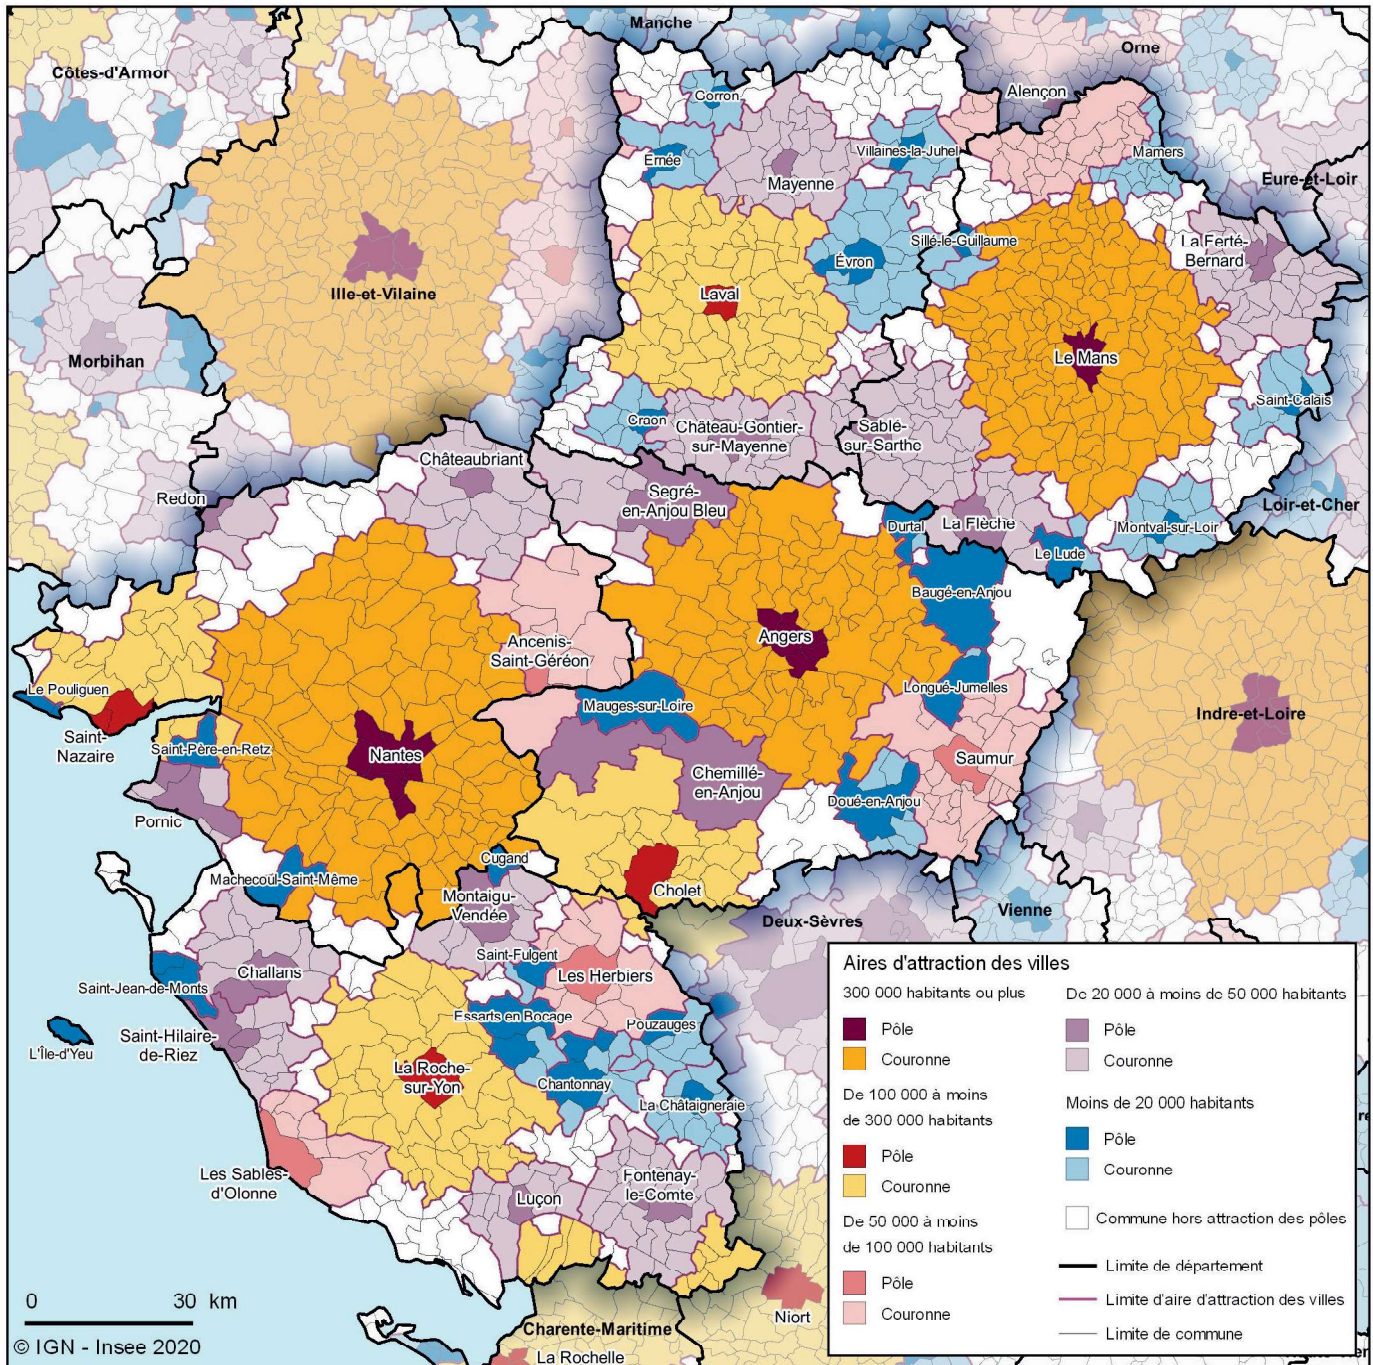 Manche
Orne
Côtes-d'Armor
Alençon
Gorron
Ernée
Villaines-la-Juhel
Mamers
Mayenne
Eure-et-Loir
Sillé-le-Guillaume
La Ferté-
Bernard
Évron
Ille-et-Vilaine
Laval
Morbihan
Le Mans
Saint-Calais
Craon
Château-Gontier-
sur-Mayenne
Sablé-
sur-Sarthe
Châteaubriant
Redon
Segré-
en-Anjou Bleu
Loir-et-Cher
Durtal
La Flèche
Montval-sur-Loir
Le Lude
Baugé-en-Anjou
Ancenis-
Saint-Géréon
Angers
Le Pouliguen
Longué-Jumelles
Mauges-sur-Loire
Indre-et-Loire
Saint-
Nazaire
Saint-Père-en-Retz
Nantes
Saumur
Chemillé-
en-Anjou
Doué-en-Anjou
Pornic
Cugand
Machecoul-Saint-Même
Cholet
Montaigu-
Vendée
Deux-Sèvres
Vienne
Saint-Fulgent
Les Herbiers
Challans
Saint-Jean-de-Monts
Essarts en Bocage
Pouzauges
L'Île-d'Yeu
Saint-Hilaire-
de-Riez
La Roche-
sur-Yon
Chantonnay
La Châtaigneraie
Les Sables-
d'Olonne
Luçon
Fontenay-
le-Comte
Niort
Charente-Maritime
La Rochelle
Aires d'attraction des villes
300 000 habitants ou plus
Pôle
Couronne
De 100 000 à moins
de 300 000 habitants
Pôle
Couronne
De 50 000 à moins
de 100 000 habitants
Pôle
Couronne
De 20 000 à moins de 50 000 habitants
Pôle
Couronne
Moins de 20 000 habitants
Pôle
Couronne
Commune hors attraction des pôles
Limite de département
Limite d'aire d'attraction des villes
Limite de commune
0 30 km
© IGN - Insee 2020